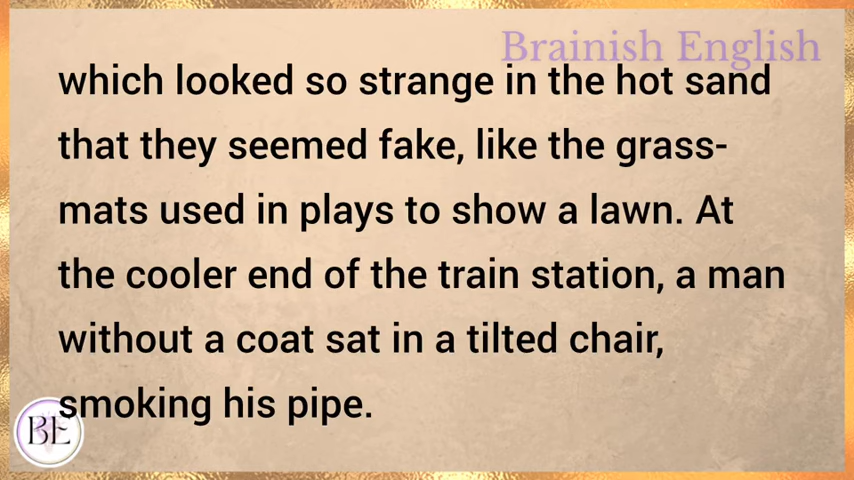 Brainish English
which looked so strange in the hot sand
that they seemed fake, like the grass-
mats used in plays to show a lawn. At
the cooler end of the train station, a man
without a coat sat in a tilted chair,
smoking his pipe.
BE